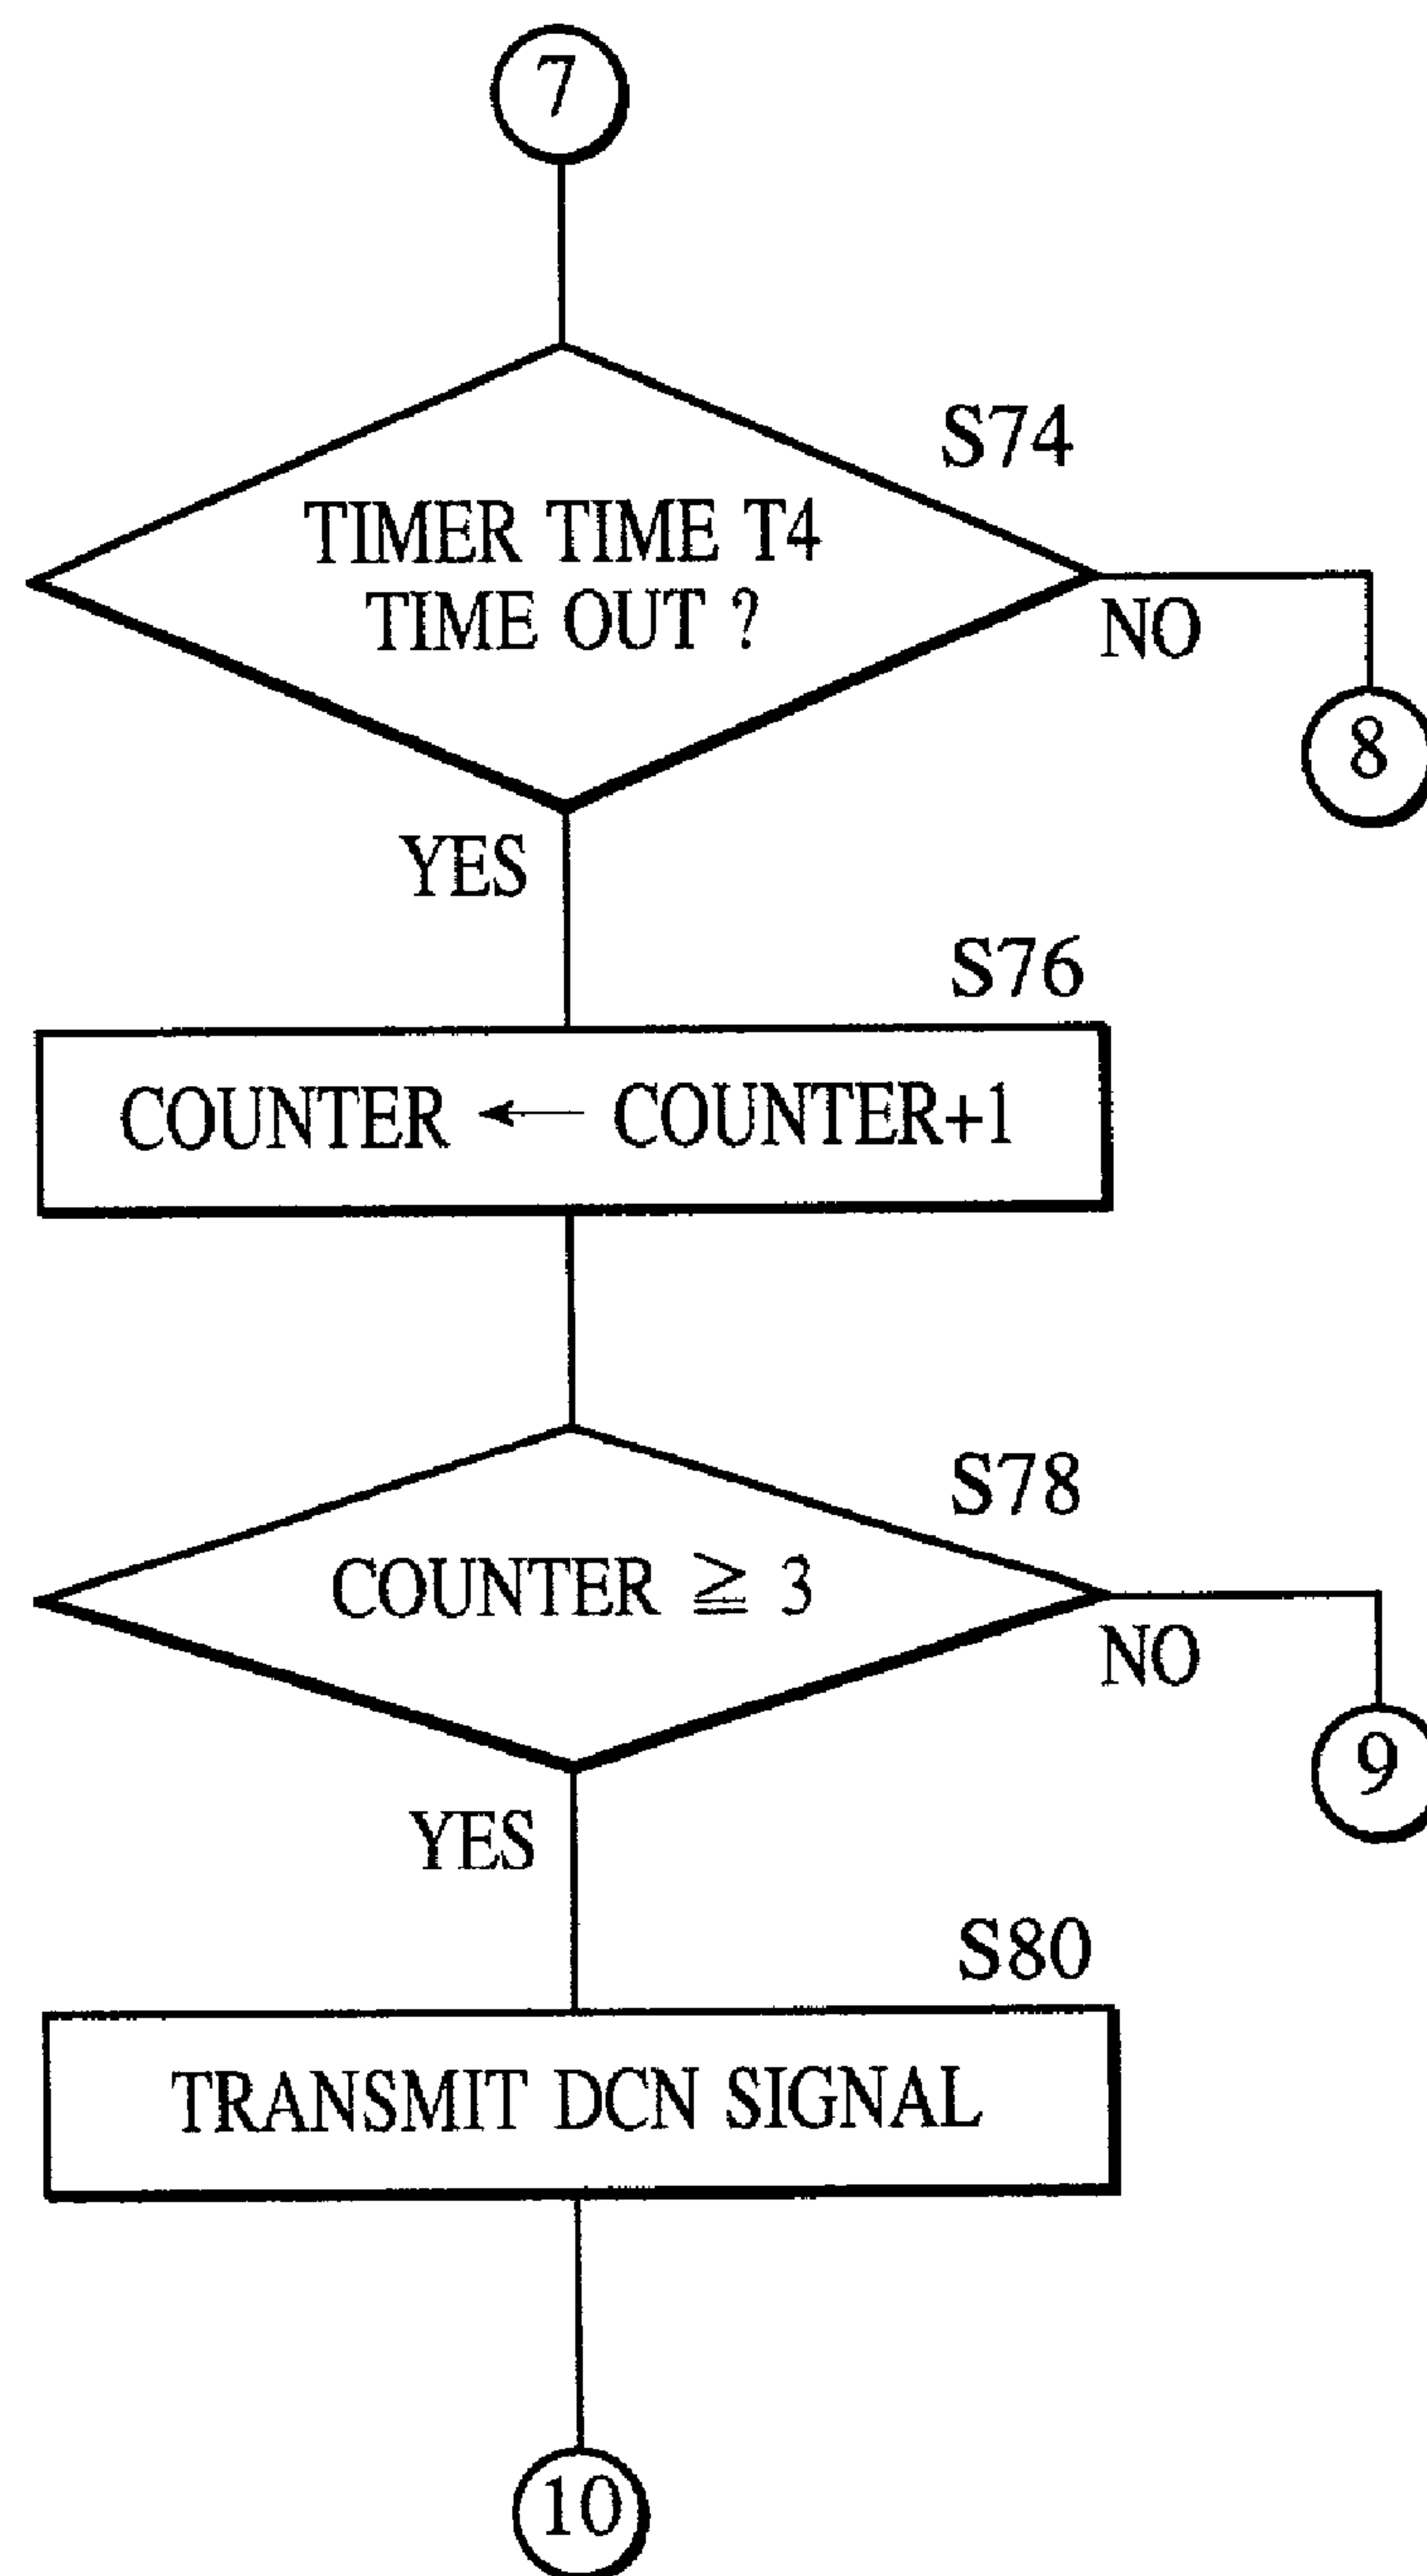 7
S74
TIMER TIME T4
TIME OUT ?
NO
8
YES
S76
COUNTER ← COUNTER+1
S78
COUNTER ≧ 3
NO
9
YES
S80
TRANSMIT DCN SIGNAL
10